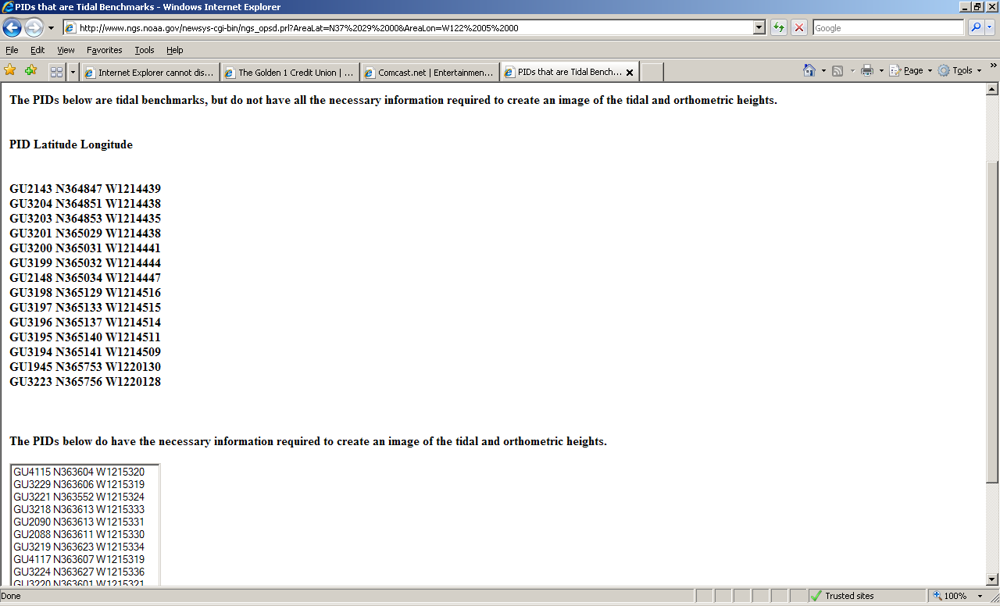 PIDs that are Tidal Benchmarks - Windows Internet Explorer
http://www.ngs.noaa.gov/newsys-cgi-bin/ngs_opsd.prl?AreaLat=N37%2029%2000&AreaLon=W122%2005%2000
Google
File Edit View Favorites Tools Help
Internet Explorer cannot dis... The Golden 1 Credit Union | ... Comcast.net | Entertainmen... PIDs that are Tidal Bench... Page Tools
The PIDs below are tidal benchmarks, but do not have all the necessary information required to create an image of the tidal and orthometric heights.
PID Latitude Longitude
GU2143 N364847 W1214439
GU3204 N364851 W1214438
GU3203 N364853 W1214435
GU3201 N365029 W1214438
GU3200 N365031 W1214441
GU3199 N365032 W1214444
GU2148 N365034 W1214447
GU3198 N365129 W1214516
GU3197 N365133 W1214515
GU3196 N365137 W1214514
GU3195 N365140 W1214511
GU3194 N365141 W1214509
GU1945 N365753 W1220130
GU3223 N365756 W1220128
The PIDs below do have the necessary information required to create an image of the tidal and orthometric heights.
GU4115 N363604 W1215320
GU3229 N363606 W1215319
GU3221 N363552 W1215324
GU3218 N363613 W1215333
GU2090 N363613 W1215331
GU2088 N363611 W1215330
GU3219 N363623 W1215334
GU4117 N363607 W1215319
GU3224 N363627 W1215336
GU3220 N363601 W1215321
Done Trusted sites 100%